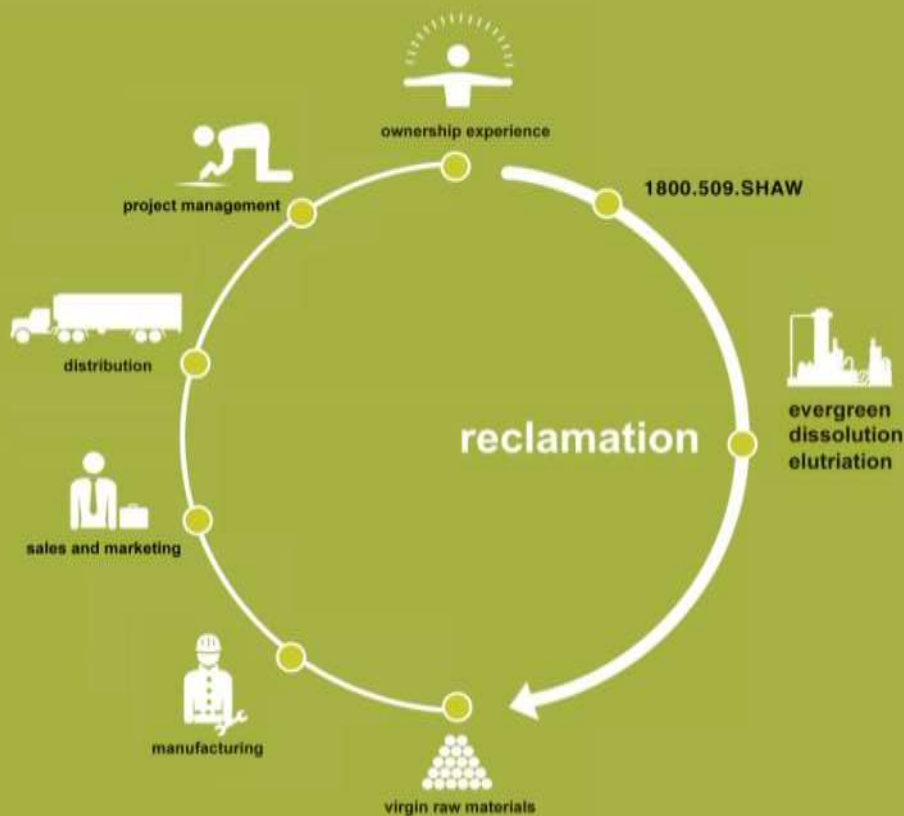 ownership experience
project management
1800.509.SHAW
distribution
reclamation
evergreen
dissolution
elutriation
sales and marketing
manufacturing
virgin raw materials